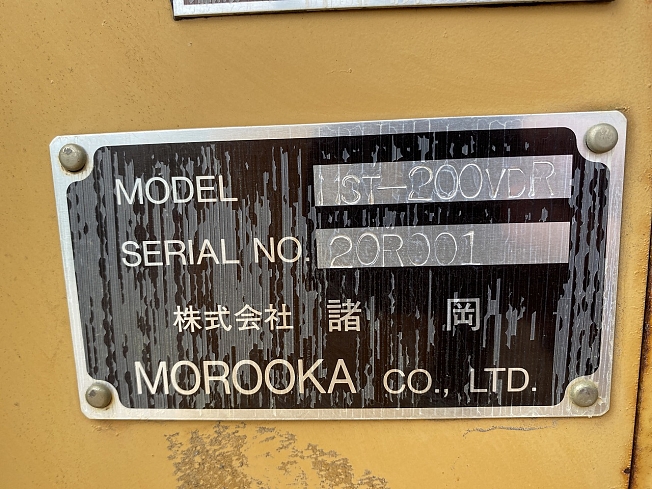 MODEL MST-200VDR
SERIAL NO. 20R001
株式会社 諸 岡
MOROOKA CO., LTD.